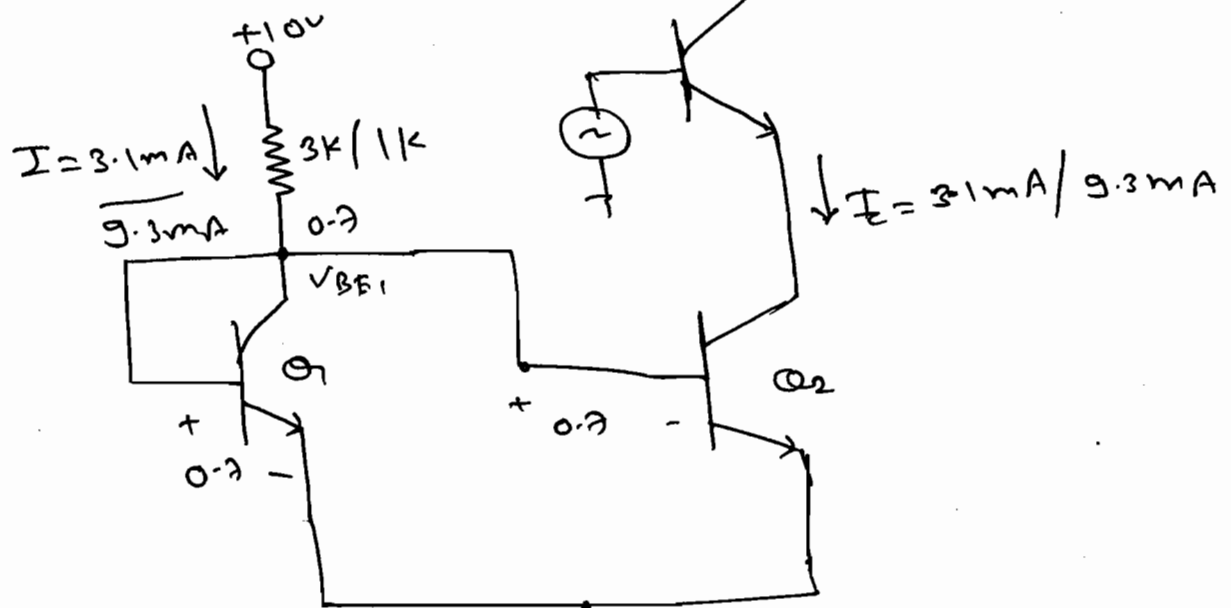 +10V
I = 3.1mA
9.3mA
3K/1K
0.7
VBE1
Q1
+
0.7 -
+ 0.7 -
Q2
IC = 3.1mA/9.3mA